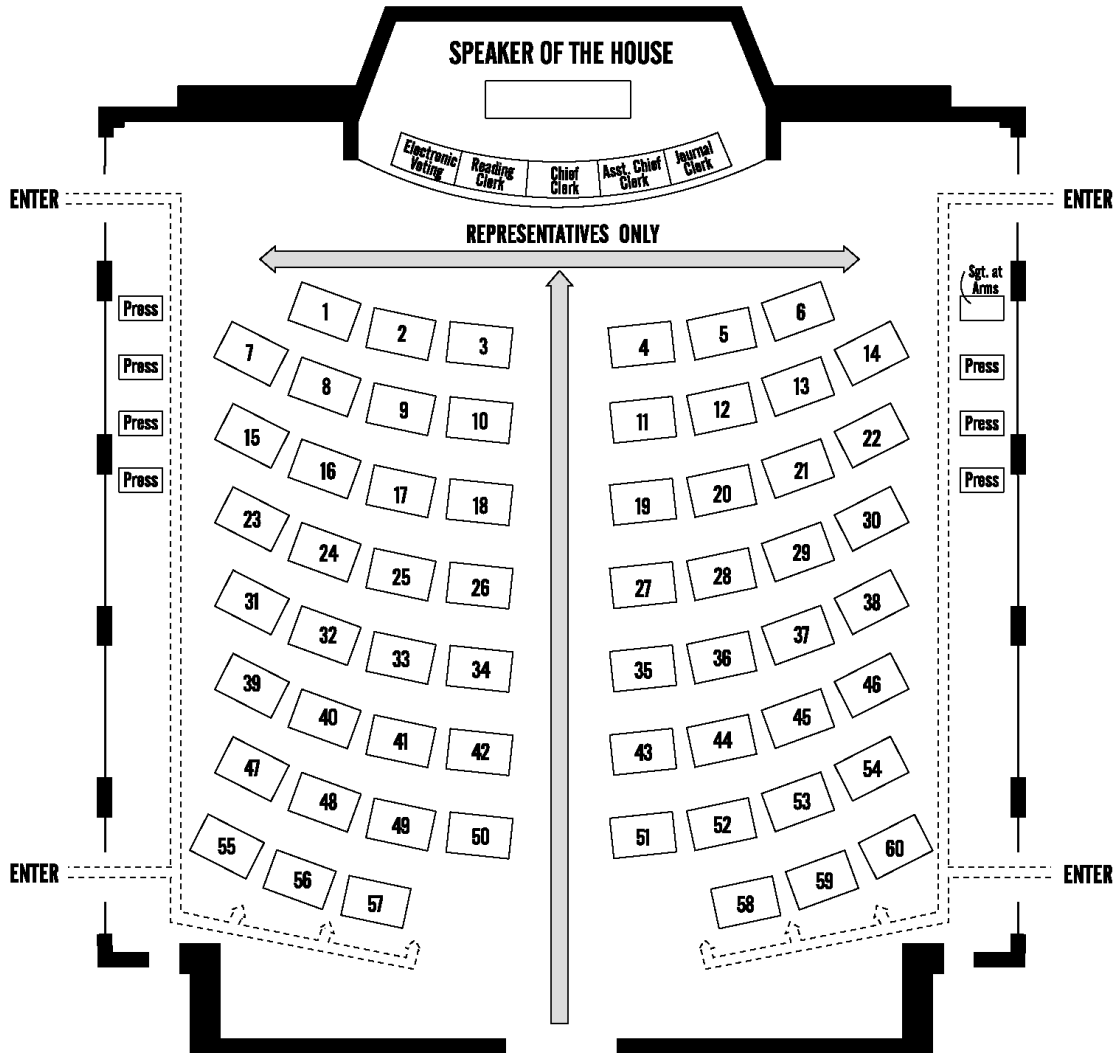 SPEAKER OF THE HOUSE
Electronic
Voting
Reading
Clerk
Chief
Clerk
Asst. Chief
Clerk
Journal
Clerk
ENTER
ENTER
REPRESENTATIVES ONLY
Sgt. at
Arms
Press
1
2
3
4
5
6
Press
7
8
9
10
11
12
13
14
Press
Press
15
16
17
18
19
20
21
22
Press
Press
Press
23
24
25
26
27
28
29
30
31
32
33
34
35
36
37
38
39
40
41
42
43
44
45
46
47
48
49
50
51
52
53
54
55
56
57
58
59
60
ENTER
ENTER